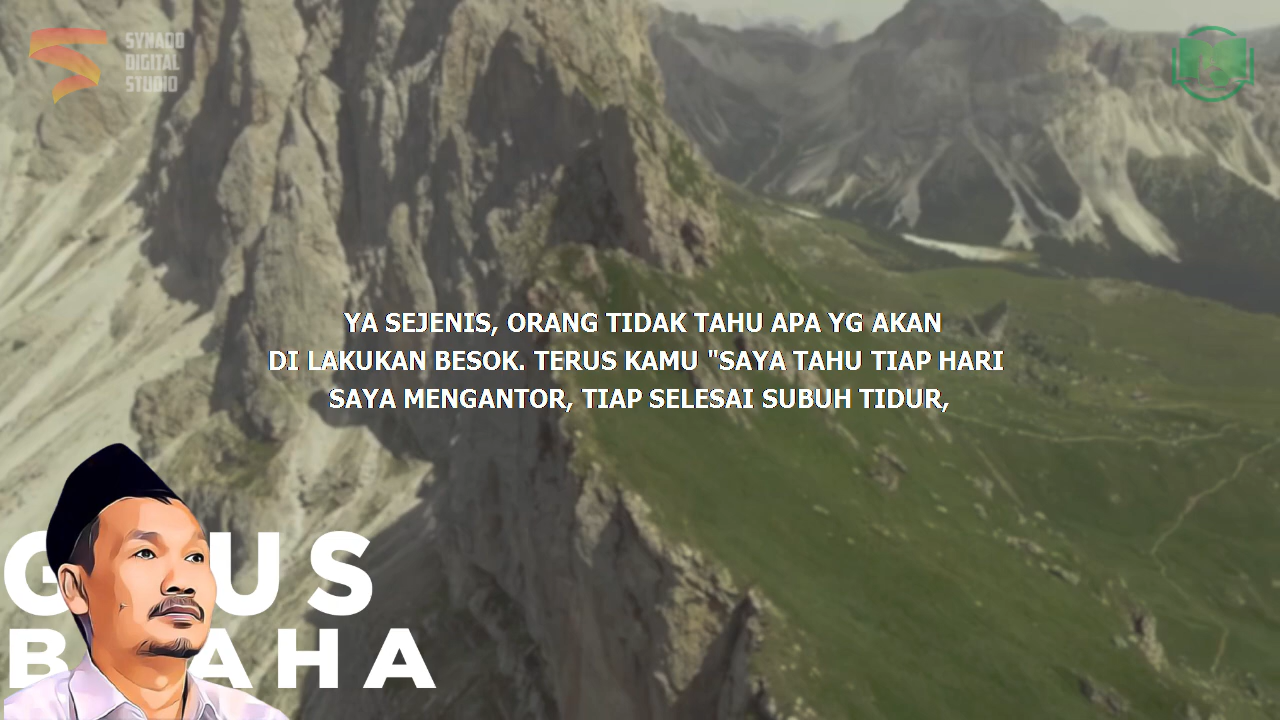 SYNADO
DIGITAL
STUDIO
YA SEJENIS, ORANG TIDAK TAHU APA YG AKAN
DI LAKUKAN BESOK. TERUS KAMU "SAYA TAHU TIAP HARI
SAYA MENGANTOR, TIAP SELESAI SUBUH TIDUR,
GUS
BAHA